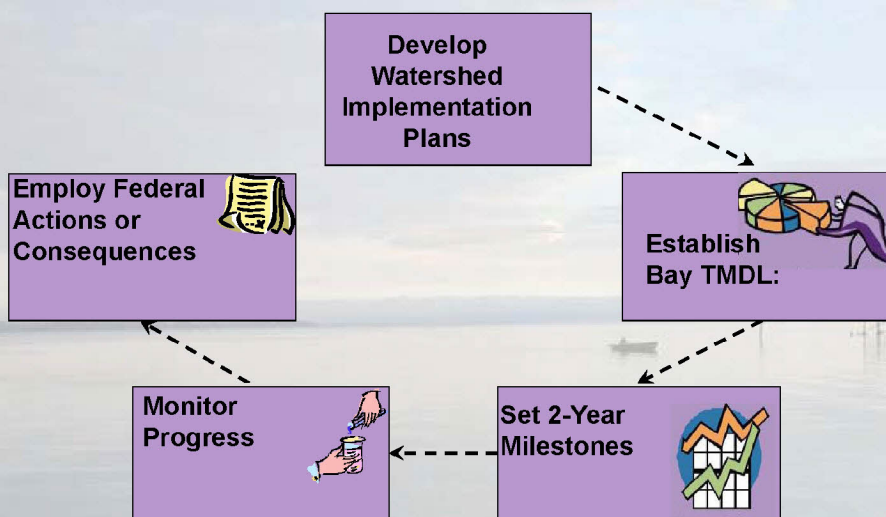 Develop
Watershed
Implementation
Plans
Establish
Bay TMDL:
Set 2-Year
Milestones
Monitor
Progress
Employ Federal
Actions or
Consequences